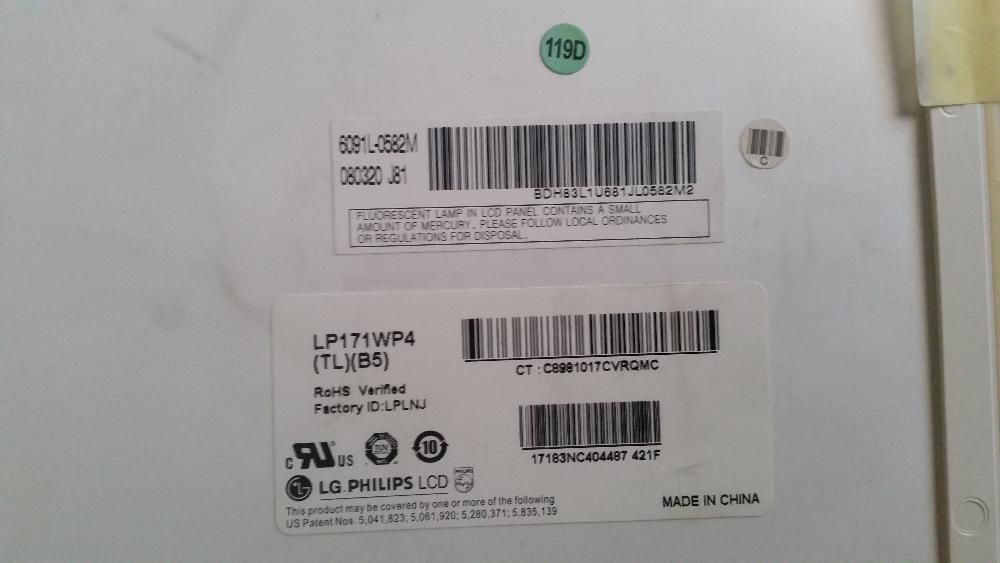 119D
6091L-0582M
080320 J81
BDH83L1U681JL0582M2
C
FLUORESCENT LAMP IN LCD PANEL CONTAINS A SMALL
AMOUNT OF MERCURY. PLEASE FOLLOW LOCAL ORDINANCES
OR REGULATIONS FOR DISPOSAL.
LP171WP4
(TL)(B5)
CT : C8981017CVRQMC
RoHS Verified
Factory ID:LPLNJ
17183NC404487 421F
c RU US TUV 10
LG.PHILIPS LCD PHILIPS
This product may be covered by one or more of the following
US Patent Nos. 5,041,823; 5,061,920; 5,280,371; 5,835,139
MADE IN CHINA